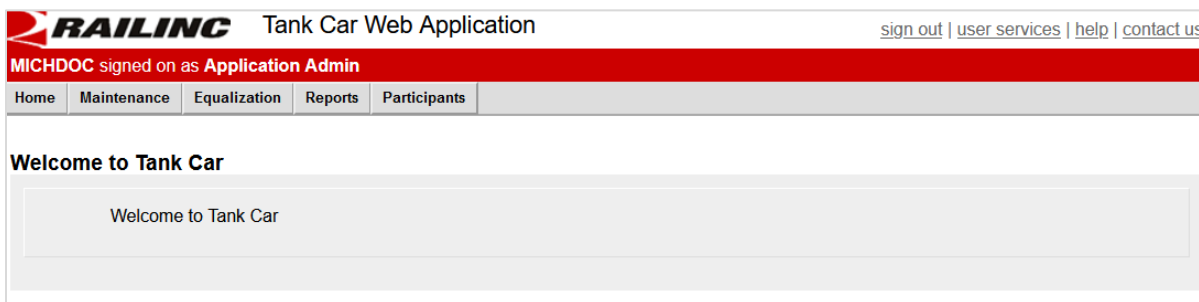 RAILINC Tank Car Web Application sign out | user services | help | contact us
MICHDOC signed on as Application Admin
Home Maintenance Equalization Reports Participants
Welcome to Tank Car
Welcome to Tank Car